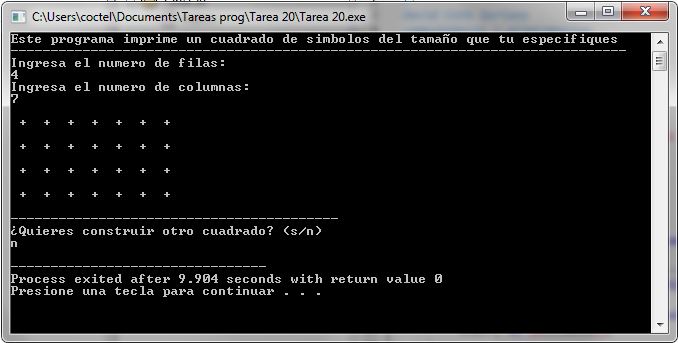 C:\Users\coctel\Documents\Tareas prog\Tarea 20\Tarea 20.exe
Este programa imprime un cuadrado de simbolos del tamaño que tu especifiques
Ingresa el numero de filas:
4
Ingresa el numero de columnas:
7
+ + + + + + +
+ + + + + + +
+ + + + + + +
+ + + + + + +
¿Quieres construir otro cuadrado? (s/n)
n
Process exited after 9.904 seconds with return value 0
Presione una tecla para continuar . . .